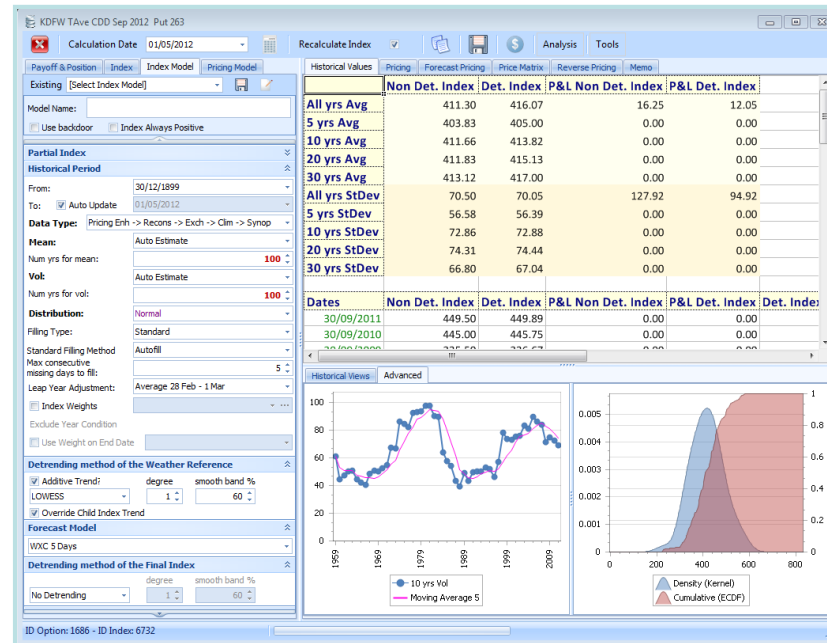 KDFW TAve CDD Sep 2012 Put 263
Calculation Date 01/05/2012 Recalculate Index Analysis Tools
Payoff & Position Index Index Model Pricing Model
Existing [Select Index Model]
Model Name:
Use backdoor Index Always Positive
Partial Index
Historical Period
From: 30/12/1899
To: Auto Update 01/05/2012
Data Type: Pricing Enh -> Recons -> Exch -> Clim -> Synop
Mean: Auto Estimate
Num yrs for mean: 100
Vol: Auto Estimate
Num yrs for vol: 100
Distribution: Normal
Filling Type: Standard
Standard Filling Method Autofill
Max consecutive
missing days to fill: 5
Leap Year Adjustment: Average 28 Feb - 1 Mar
Index Weights
Exclude Year Condition
Use Weight on End Date
Detrending method of the Weather Reference
Additive Trend? degree smooth band %
LOWESS 1 60
Override Child Index Trend
Forecast Model
WXC 5 Days
Detrending method of the Final Index
degree smooth band %
No Detrending 1 60
Historical Values Pricing Forecast Pricing Price Matrix Reverse Pricing Memo
Non Det. Index Det. Index P&L Non Det. Index P&L Det. Index
All yrs Avg 411.30 416.07 16.25 12.05
5 yrs Avg 403.83 405.00 0.00 0.00
10 yrs Avg 411.66 413.82 0.00 0.00
20 yrs Avg 411.83 415.13 0.00 0.00
30 yrs Avg 413.12 417.00 0.00 0.00
All yrs StDev 70.50 70.05 127.92 94.92
5 yrs StDev 56.58 56.39 0.00 0.00
10 yrs StDev 72.86 72.88 0.00 0.00
20 yrs StDev 74.31 74.44 0.00 0.00
30 yrs StDev 66.80 67.04 0.00 0.00
Dates Non Det. Index Det. Index P&L Non Det. Index P&L Det. Index Det. Index
30/09/2011 449.50 449.89 0.00 0.00
30/09/2010 445.00 445.75 0.00 0.00
Historical Views Advanced
100
80
60
40
20
0
1959 1969 1979 1989 1999 2009
10 yrs Vol
Moving Average 5
0.005
0.004
0.003
0.002
0.001
0
1
0.8
0.6
0.4
0.2
0
0 200 400 600 800
Density (Kernel)
Cumulative (ECDF)
ID Option: 1686 - ID Index: 6732